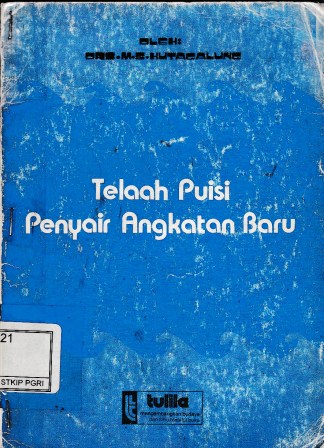 OLEH:
DRS. M.S. HUTAGALUNG
Telaah Puisi
Penyair Angkatan Baru
21
STKIP PGRI
tulila